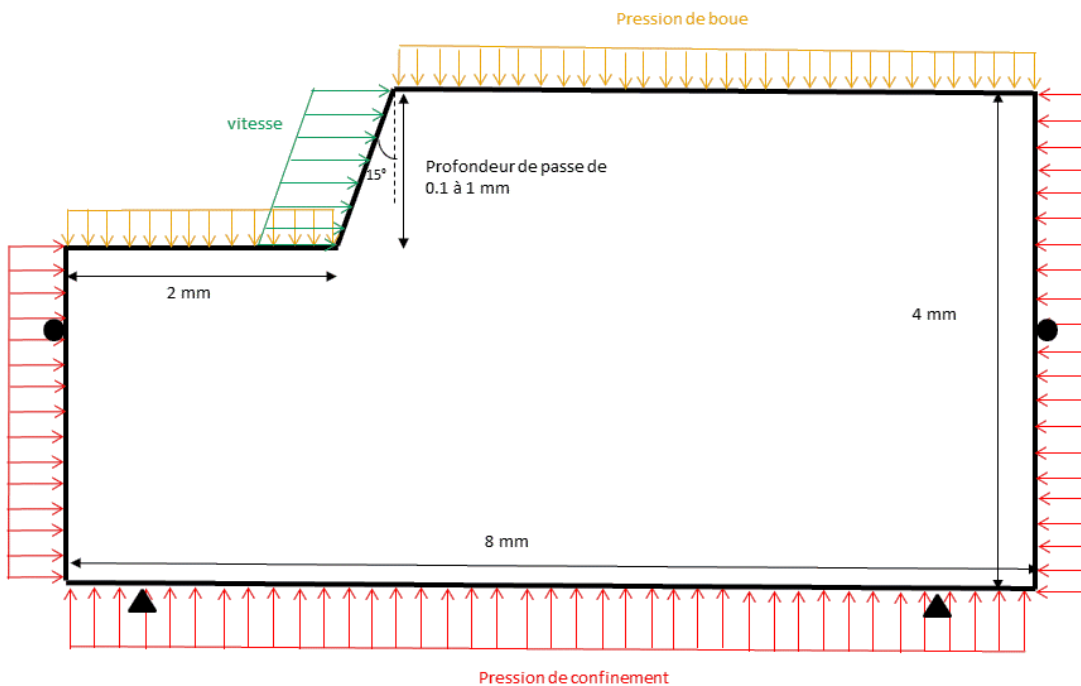 Pression de boue
vitesse
15°
Profondeur de passe de
0.1 à 1 mm
2 mm
4 mm
8 mm
Pression de confinement